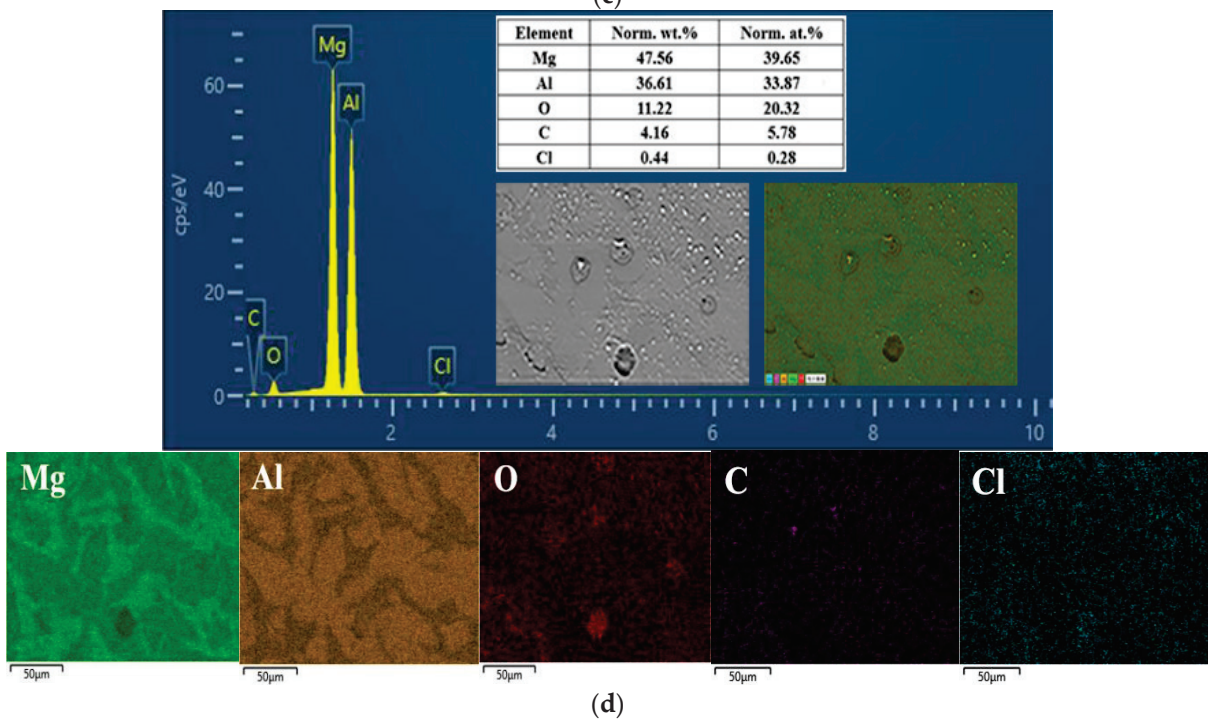 (c)
Element Norm. wt.% Norm. at.%
Mg 47.56 39.65
Al 36.61 33.87
O 11.22 20.32
C 4.16 5.78
Cl 0.44 0.28
Mg
Al
60
cps/eV
40
20
C
O
Cl
0
2 4 6 8 10
Mg Al O C Cl
50μm 50μm 50μm 50μm 50μm
(d)